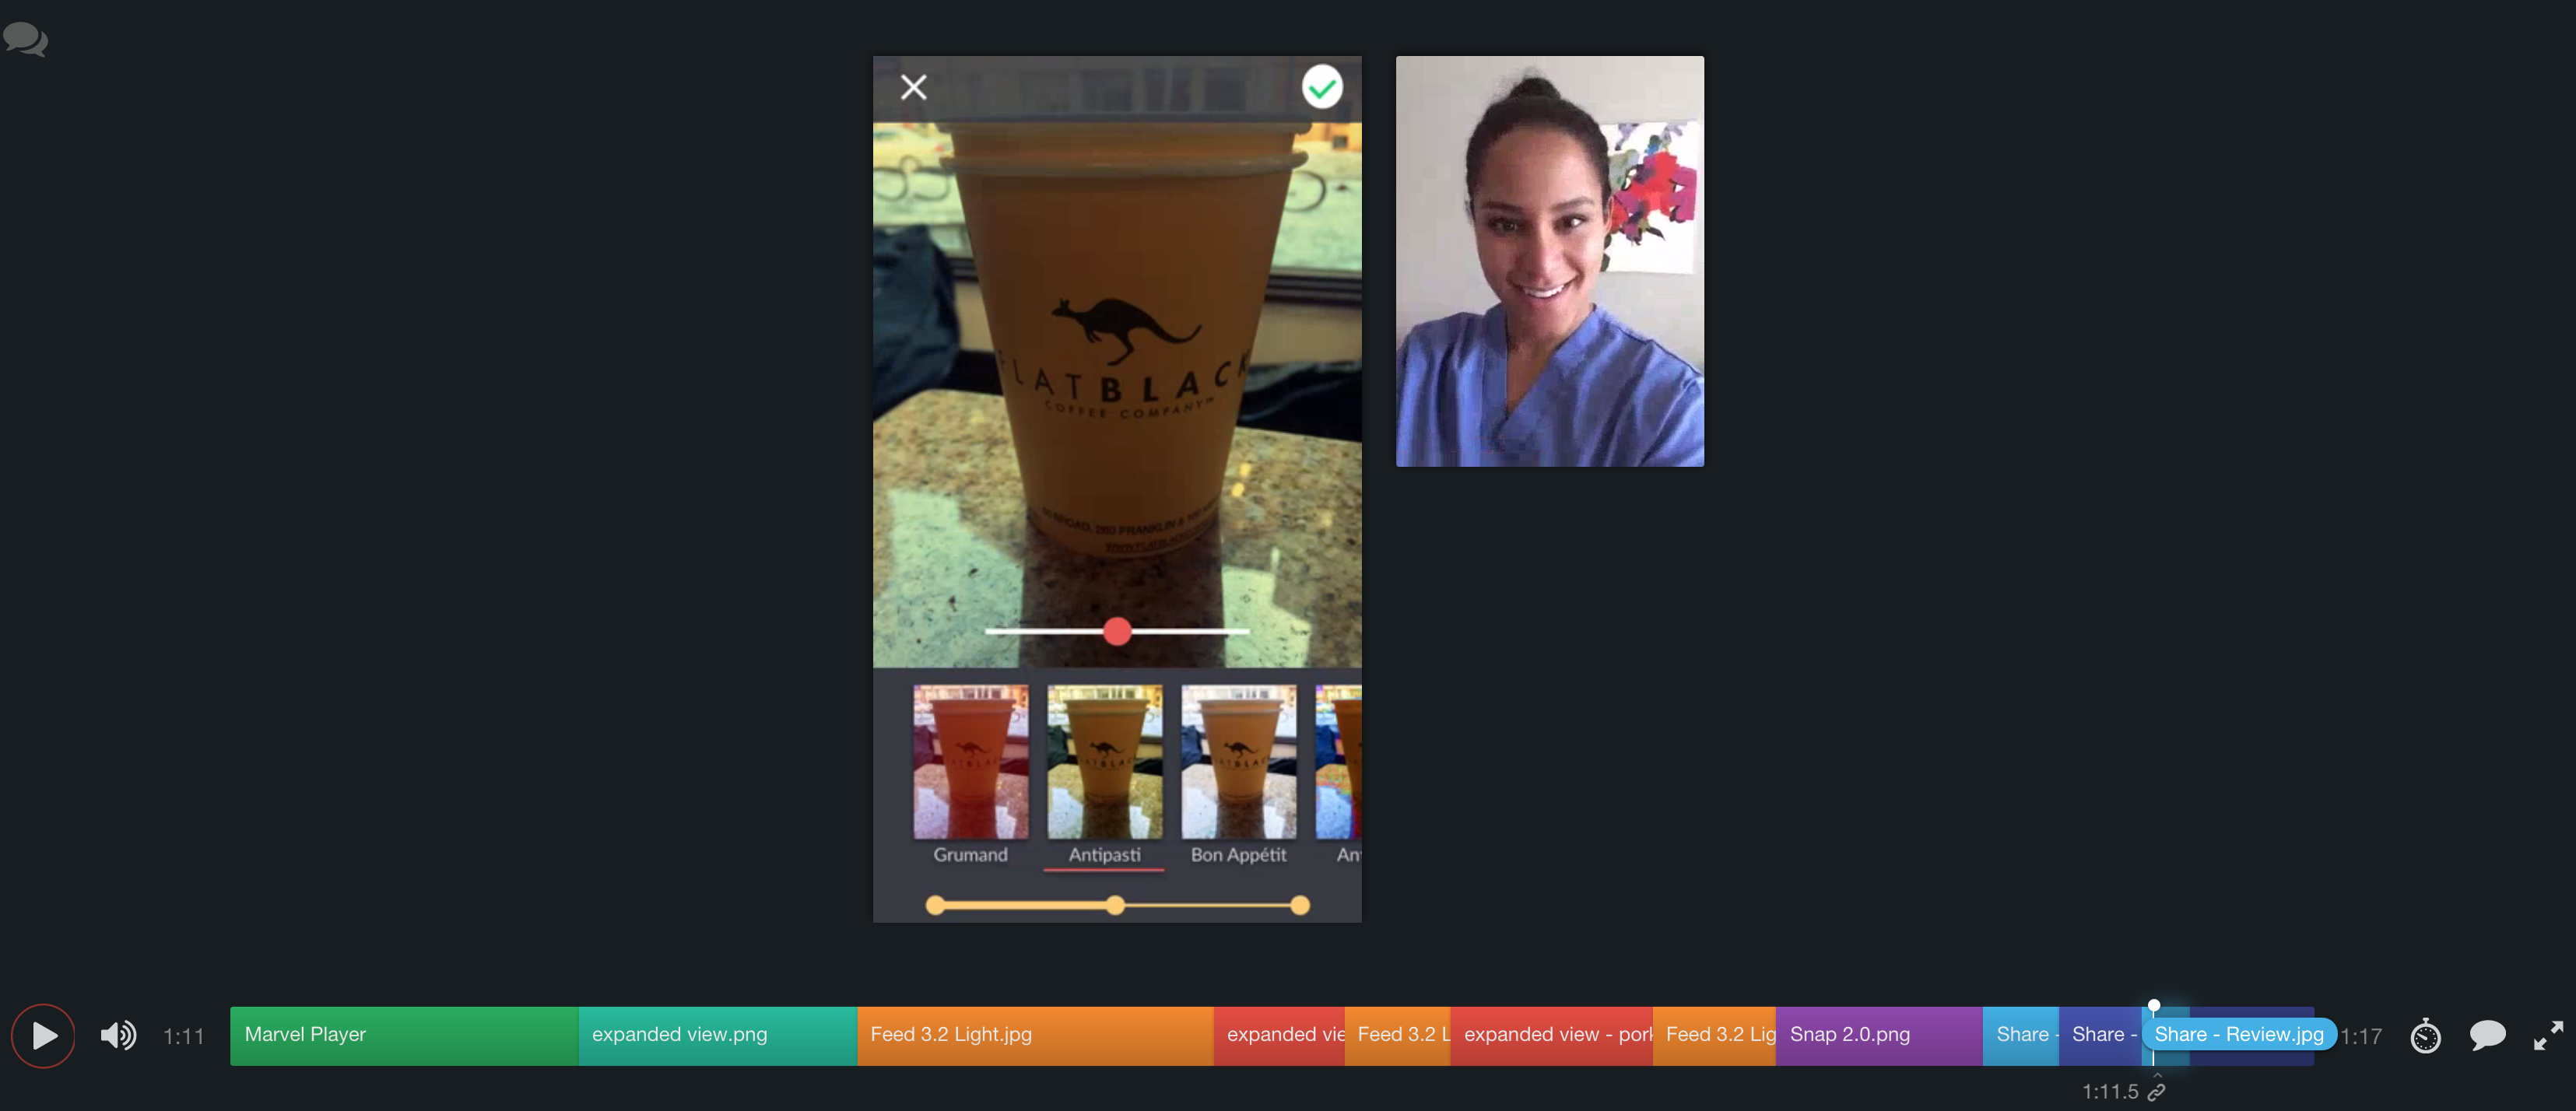 FLATBLACK
COFFEE COMPANY™
Grumand
Antipasti
Bon Appétit
An
1:11
Marvel Player
expanded view.png
Feed 3.2 Light.jpg
expanded vie
Feed 3.2 L
expanded view - pork
Feed 3.2 Lig
Snap 2.0.png
Share -
Share -
Share - Review.jpg
1:17
1:11.5